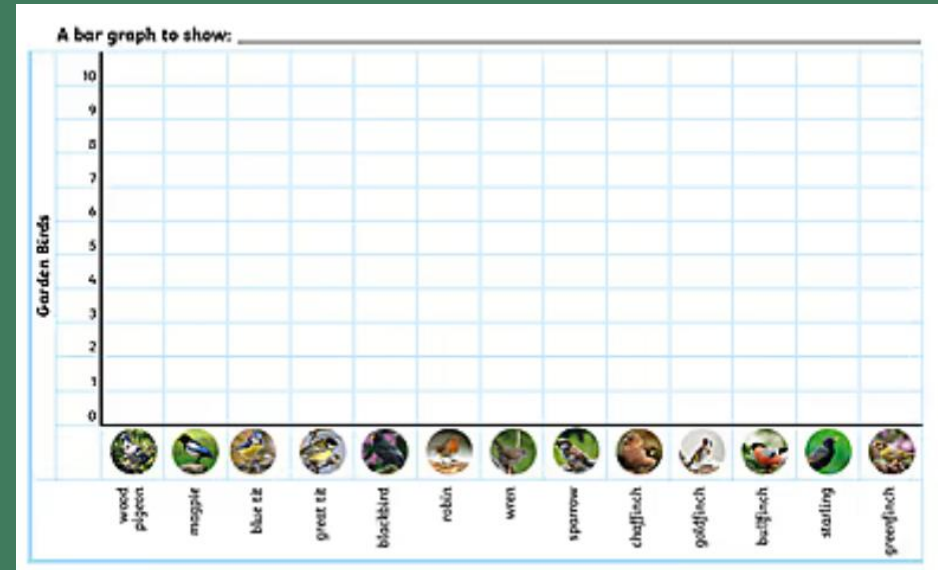 A bar graph to show:
Garden Birds
10
9
8
7
6
5
4
3
2
1
0
wood pigeon
magpie
blue tit
great tit
blackbird
robin
wren
sparrow
chaffinch
goldfinch
bullfinch
starling
greenfinch